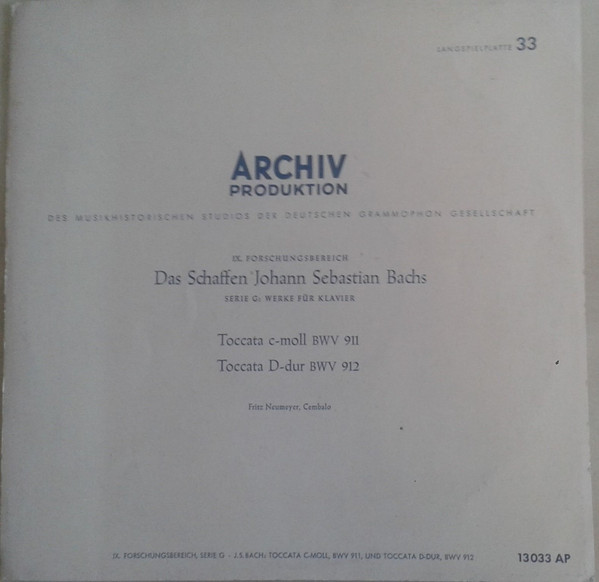 LANGSPIELPLATTE 33
ARCHIV
PRODUKTION
DES MUSIKHISTORISCHEN STUDIOS DER DEUTSCHEN GRAMMOPHON GESELLSCHAFT
IX. FORSCHUNGSBEREICH
Das Schaffen Johann Sebastian Bachs
SERIE G: WERKE FÜR KLAVIER
Toccata c-moll BWV 911
Toccata D-dur BWV 912
Fritz Neumeyer, Cembalo
IX. FORSCHUNGSBEREICH, SERIE G - J. S. BACH: TOCCATA C-MOLL, BWV 911, UND TOCCATA D-DUR, BWV 912
13033 AP